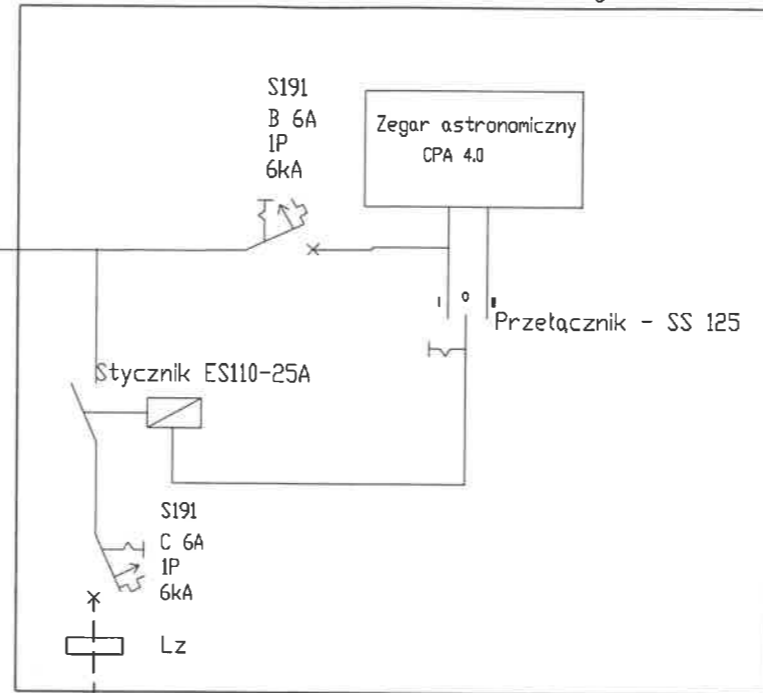 S191
B 6A
1P
6kA
Zegar astronomiczny
CPA 4.0
I O II
Przełącznik - SS 125
Stycznik ES110-25A
S191
C 6A
1P
6kA
Lz